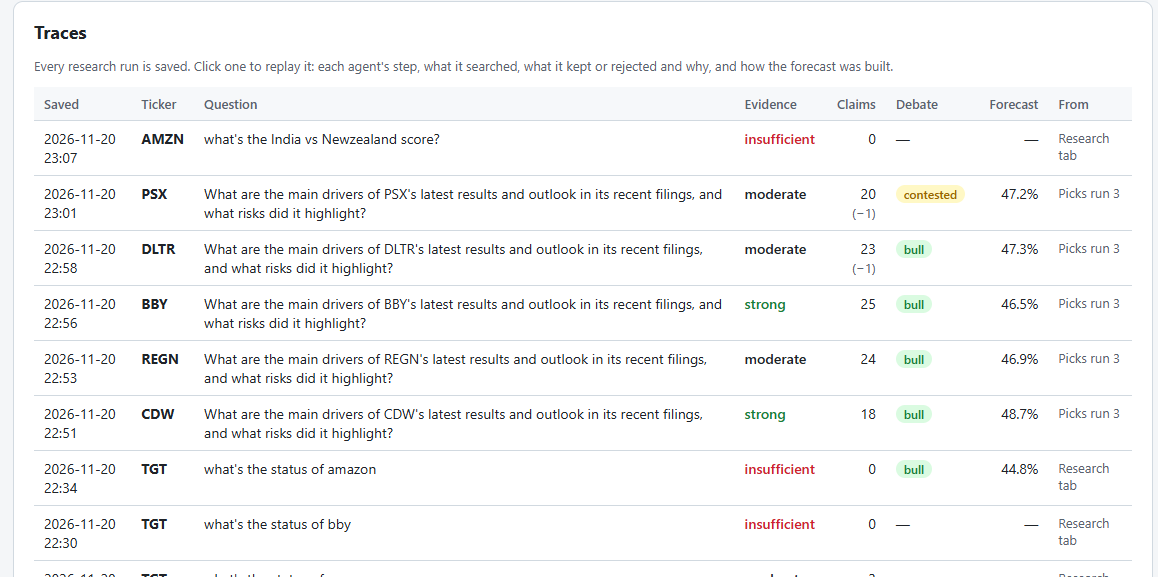 Traces
Every research run is saved. Click one to replay it: each agent's step, what it searched, what it kept or rejected and why, and how the forecast was built.
Saved Ticker Question Evidence Claims Debate Forecast From
2026-11-20 AMZN what's the India vs Newzealand score? insufficient 0 — — Research
23:07 tab
2026-11-20 PSX What are the main drivers of PSX's latest results and outlook in its recent filings, and moderate 20 contested 47.2% Picks run 3
23:01 what risks did it highlight? (−1)
2026-11-20 DLTR What are the main drivers of DLTR's latest results and outlook in its recent filings, moderate 23 bull 47.3% Picks run 3
22:58 and what risks did it highlight? (−1)
2026-11-20 BBY What are the main drivers of BBY's latest results and outlook in its recent filings, and strong 25 bull 46.5% Picks run 3
22:56 what risks did it highlight?
2026-11-20 REGN What are the main drivers of REGN's latest results and outlook in its recent filings, moderate 24 bull 46.9% Picks run 3
22:53 and what risks did it highlight?
2026-11-20 CDW What are the main drivers of CDW's latest results and outlook in its recent filings, strong 18 bull 48.7% Picks run 3
22:51 and what risks did it highlight?
2026-11-20 TGT what's the status of amazon insufficient 0 bull 44.8% Research
22:34 tab
2026-11-20 TGT what's the status of bby insufficient 0 — — Research
22:30 tab